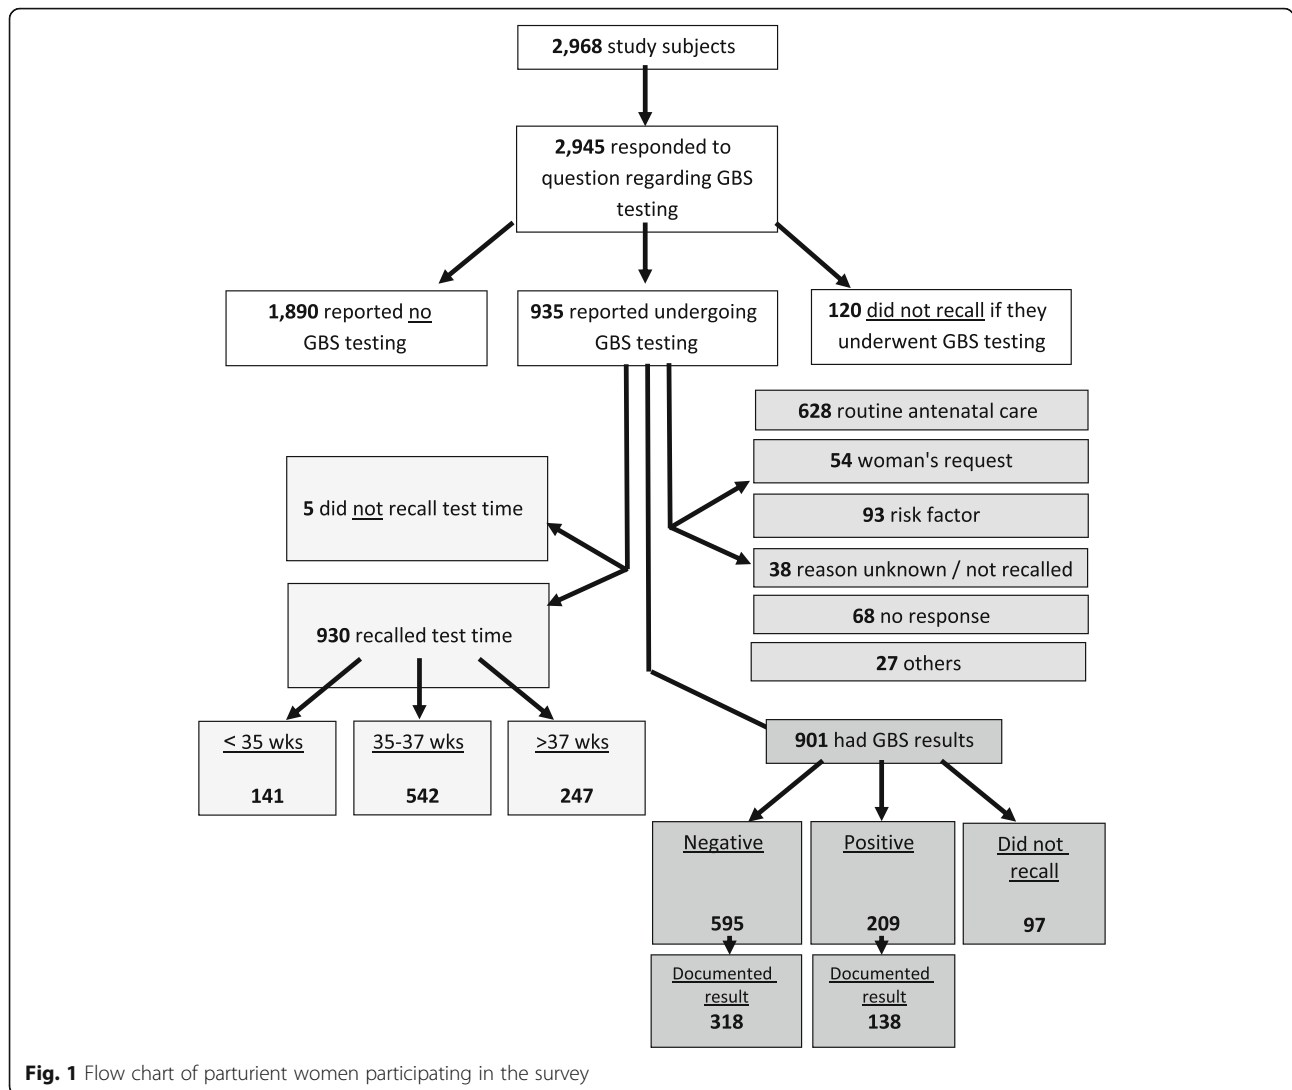 2,968 study subjects
2,945 responded to
question regarding GBS
testing
1,890 reported no
GBS testing
935 reported undergoing
GBS testing
120 did not recall if they
underwent GBS testing
628 routine antenatal care
54 woman's request
93 risk factor
38 reason unknown / not recalled
68 no response
27 others
5 did not recall test time
930 recalled test time
< 35 wks
141
35-37 wks
542
>37 wks
247
901 had GBS results
Negative
595
Positive
209
Did not
recall
97
Documented
result
318
Documented
result
138
Fig. 1 Flow chart of parturient women participating in the survey